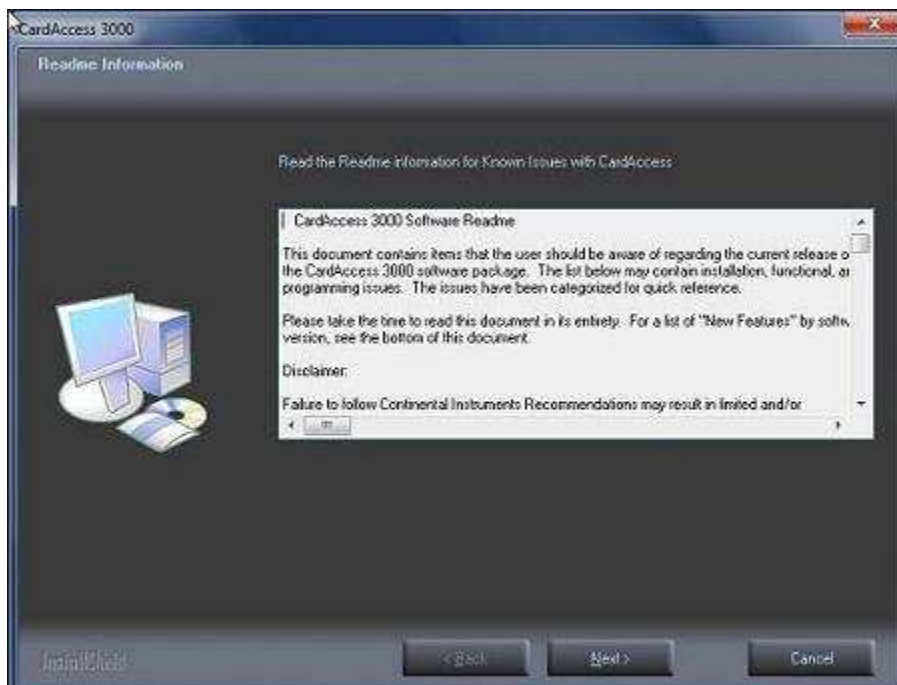 CardAccess 3000
Readme Information
Read the Readme information for Known Issues with CardAccess
CardAccess 3000 Software Readme
This document contains items that the user should be aware of regarding the current release o
the CardAccess 3000 software package. The list below may contain installation, functional, ar
programming issues. The issues have been categorized for quick reference.
Please take the time to read this document in its entirety. For a list of "New Features" by softw
version, see the bottom of this document.
Disclaimer:
Failure to follow Continental Instruments Recommendations may result in limited and/or
InstallShield
< Back
Next >
Cancel